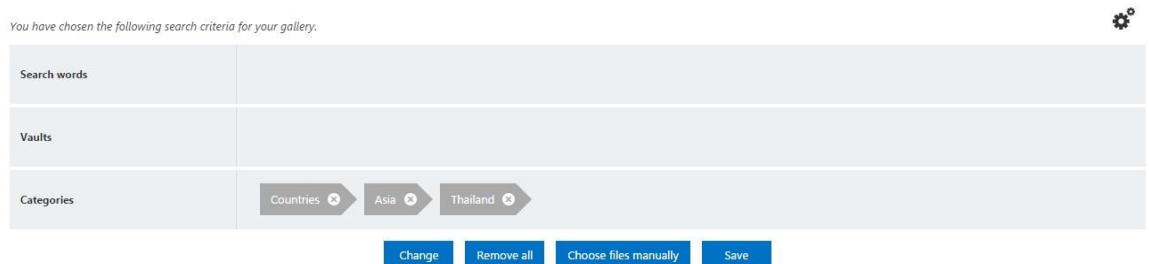 You have chosen the following search criteria for your gallery.
Search words
Vaults
Categories Countries Asia Thailand
Change Remove all Choose files manually Save